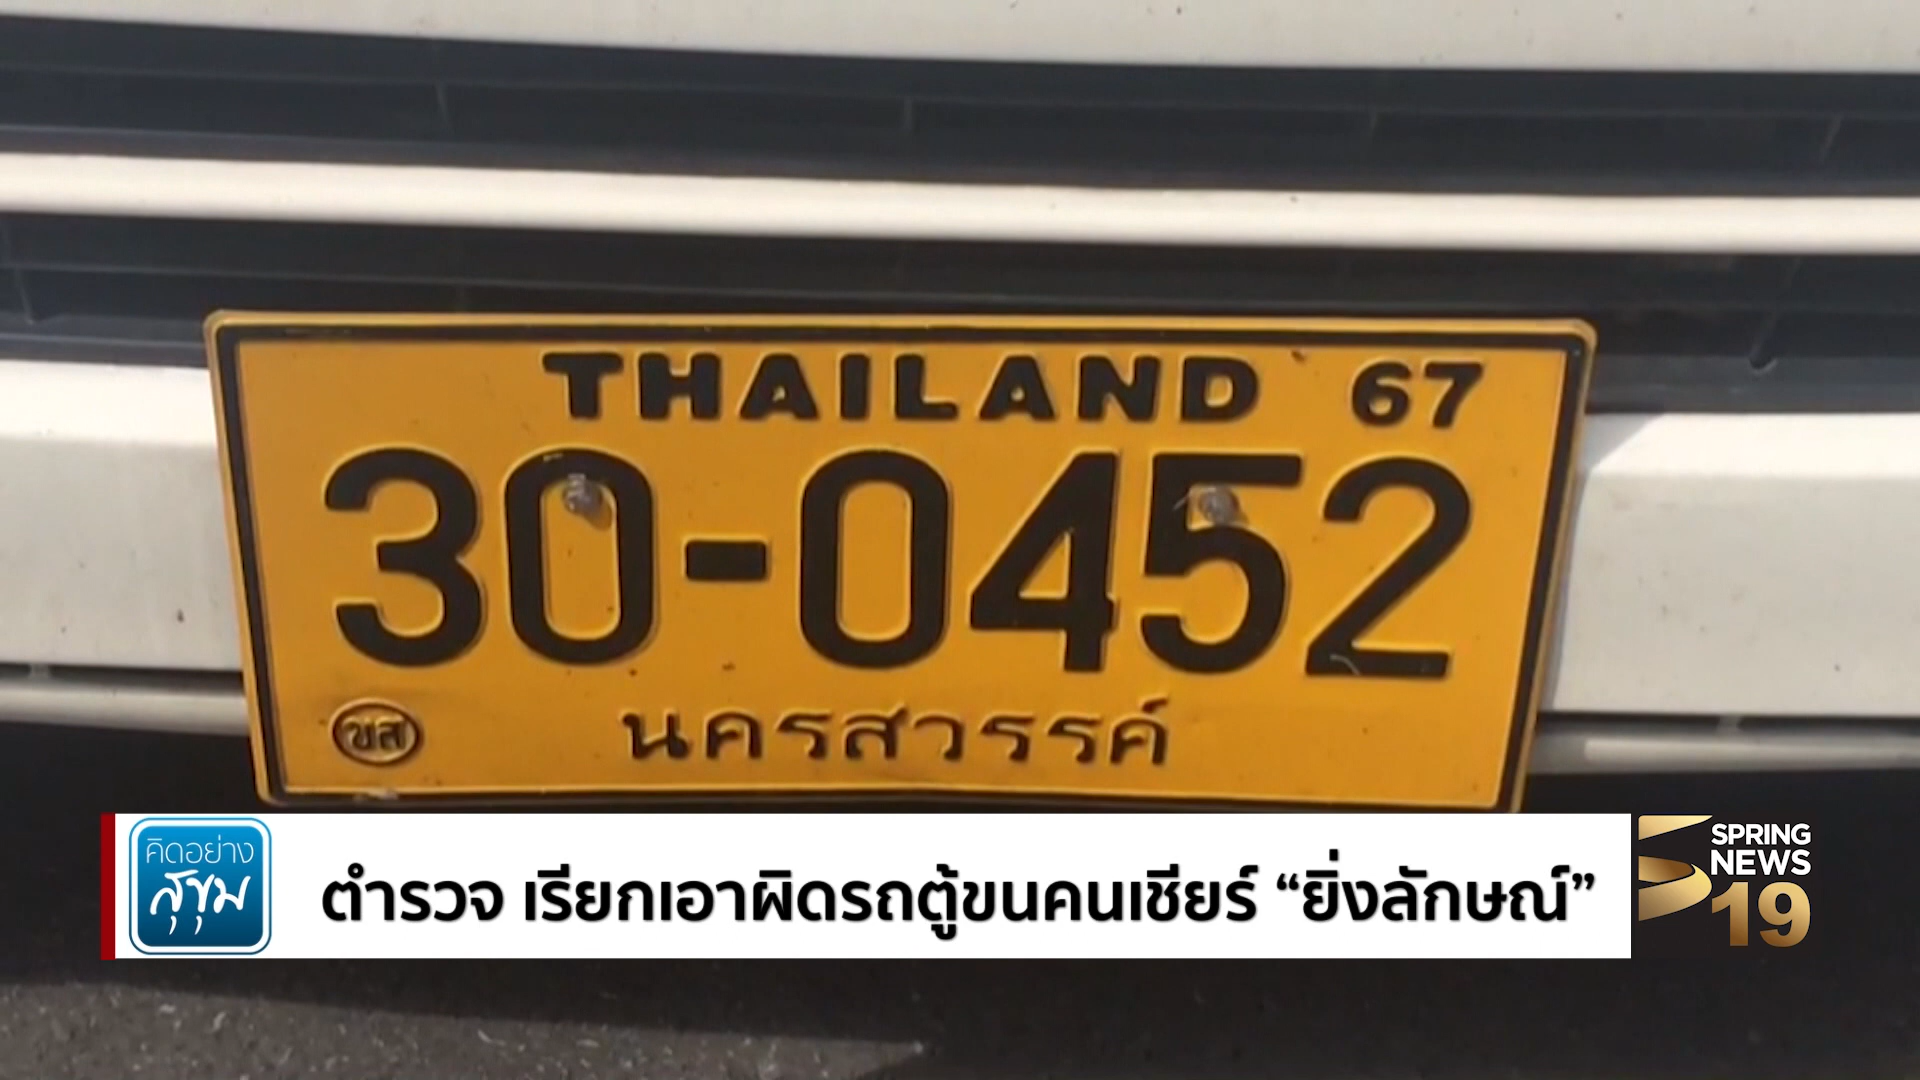 THAILAND 67
30-0452
ขส นครสวรรค์
คิดอย่าง
สุขุม
ตำรวจ เรียกเอาผิดรถตู้ขนคนเชียร์ “ยิ่งลักษณ์”
SPRING
NEWS
19